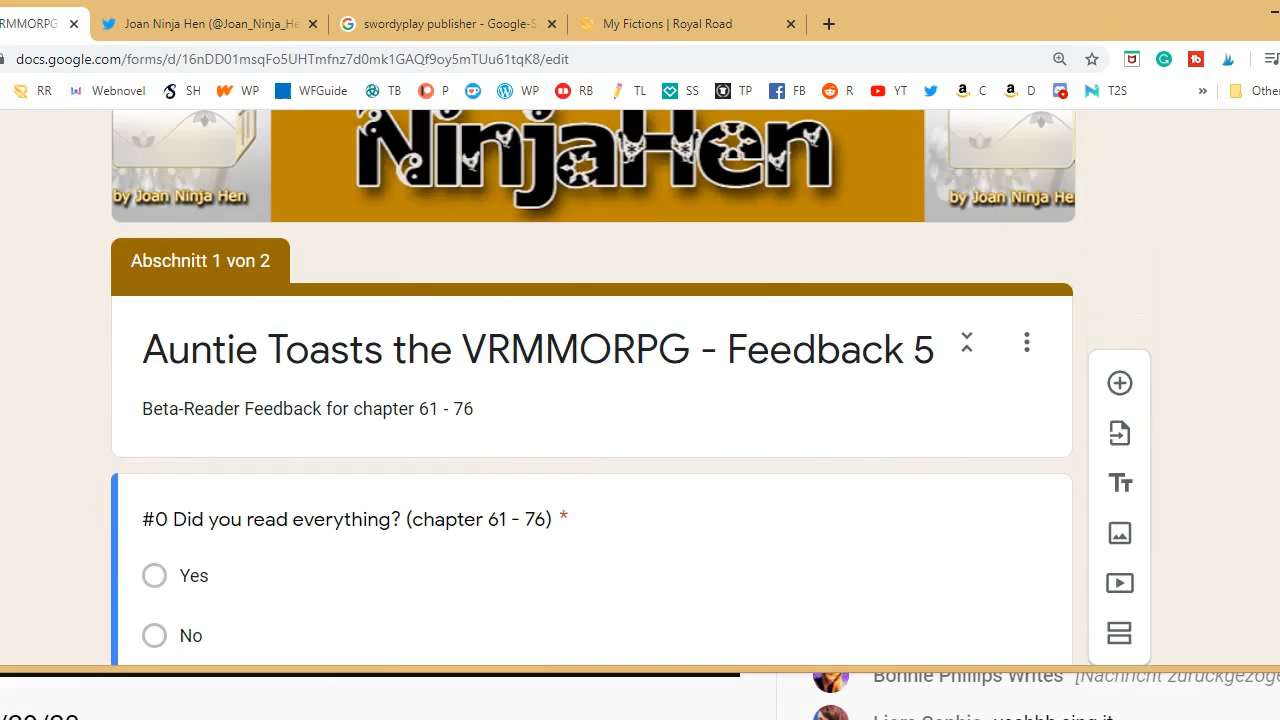 RMMORPG
Joan Ninja Hen (@Joan_Ninja_He
swordyplay publisher - Google-S
My Fictions | Royal Road
docs.google.com/forms/d/16nDD01msqFo5UHTmfnz7d0mk1GAQf9Iy5mTUu61tqK8/edit
RR Webnovel SH WP WFGuide TB P WP RB TL SS TP FB R YT C D T2S » Other
NinjaHen
by Joan Ninja Hen
by Joan Ninja He
Abschnitt 1 von 2
Auntie Toasts the VRMMORPG - Feedback 5
Beta-Reader Feedback for chapter 61 - 76
#0 Did you read everything? (chapter 61 - 76) *
Yes
No
Bonnie Phillips Writes [Nachricht zurückgezoge